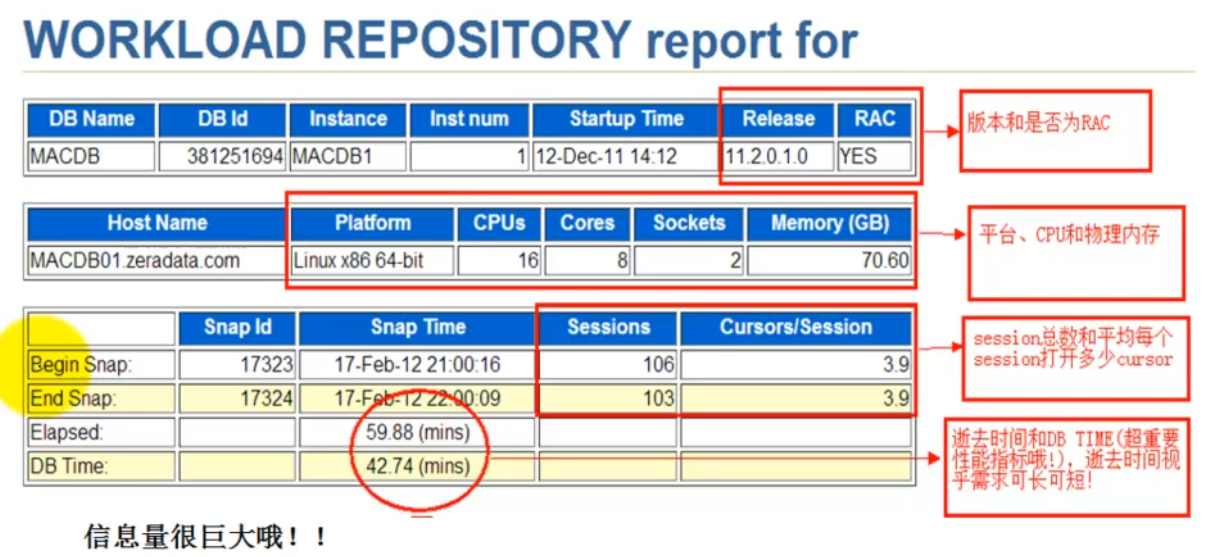 WORKLOAD REPOSITORY report for
DB Name DB Id Instance Inst num Startup Time Release RAC
MACDB 381251694 MACDB1 1 12-Dec-11 14:12 11.2.0.1.0 YES
版本和是否为RAC
Host Name Platform CPUs Cores Sockets Memory (GB)
MACDB01.zeradata.com Linux x86 64-bit 16 8 2 70.60
平台、CPU和物理内存
Snap Id Snap Time Sessions Cursors/Session
Begin Snap: 17323 17-Feb-12 21:00:16 106 3.9
End Snap: 17324 17-Feb-12 22:00:09 103 3.9
Elapsed: 59.88 (mins)
DB Time: 42.74 (mins)
session总数和平均每个
session打开多少cursor
逝去时间和DB TIME(超重要
性能指标哦!), 逝去时间视
乎需求可长可短!
信息量很巨大哦！！